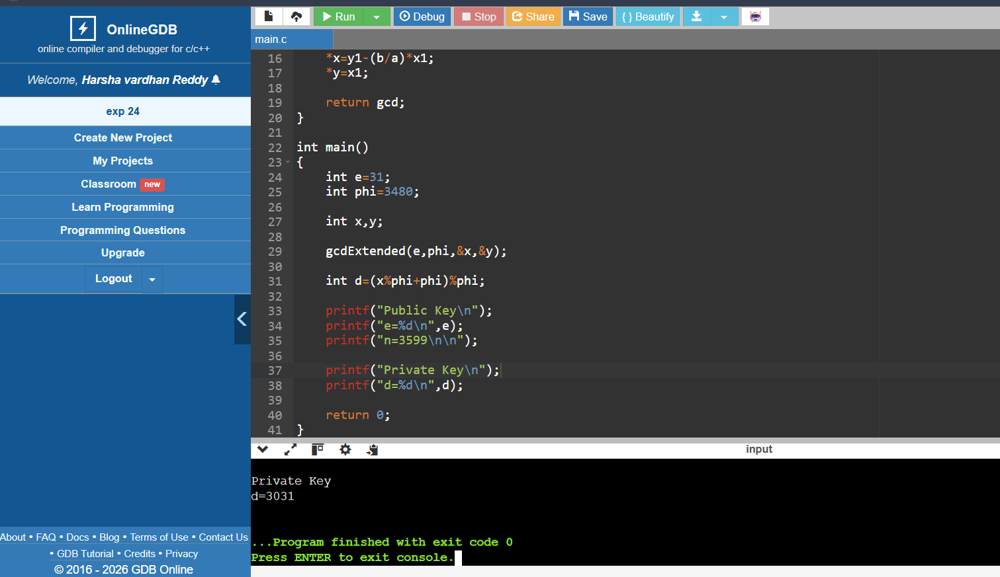 OnlineGDB
online compiler and debugger for c/c++
Welcome, Harsha vardhan Reddy
exp 24
Create New Project
My Projects
Classroom new
Learn Programming
Programming Questions
Upgrade
Logout
About • FAQ • Docs • Blog • Terms of Use • Contact Us
• GDB Tutorial • Credits • Privacy
© 2016 - 2026 GDB Online
Run Debug Stop Share Save { } Beautify
main.c
16 *x=y1-(b/a)*x1;
17 *y=x1;
18
19 return gcd;
20 }
21
22 int main()
23 {
24 int e=31;
25 int phi=3480;
26
27 int x,y;
28
29 gcdExtended(e,phi,&x,&y);
30
31 int d=(x%phi+phi)%phi;
32
33 printf("Public Key\n");
34 printf("e=%d\n",e);
35 printf("n=3599\n\n");
36
37 printf("Private Key\n");
38 printf("d=%d\n",d);
39
40 return 0;
41 }
input
Private Key
d=3031
...Program finished with exit code 0
Press ENTER to exit console.